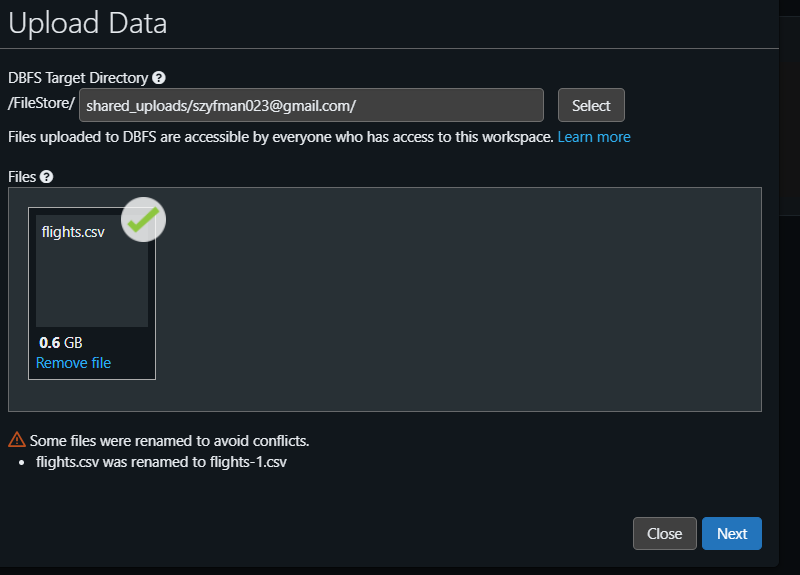 Upload Data
DBFS Target Directory ?
/FileStore/ shared_uploads/szyfman023@gmail.com/ Select
Files uploaded to DBFS are accessible by everyone who has access to this workspace. Learn more
Files ?
flights.csv
0.6 GB
Remove file
Some files were renamed to avoid conflicts.
• flights.csv was renamed to flights-1.csv
Close Next